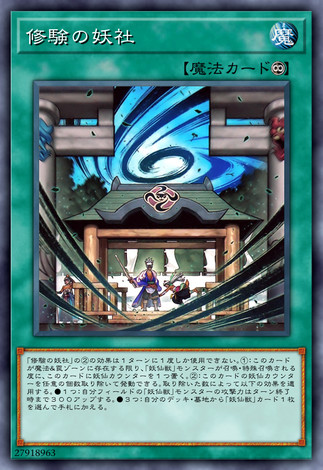 修験の妖社
魔
【魔法カード】
「修験の妖社」の②の効果は1ターンに1度しか使用できない。①：このカード
が魔法&罠ゾーンに存在する限り、「妖仙獣」モンスターが召喚・特殊召喚される
度に、このカードに妖仙カウンターを1つ置く。②：このカードの妖仙カウンタ
ーを任意の個数取り除いて発動できる。取り除いた数によって以下の効果を適
用する。●1つ：自分フィールドの「妖仙獣」モンスターの攻撃力はターン終了
時まで300アップする。●3つ：自分のデッキ・墓地から「妖仙獣」カード1枚
を選んで手札に加える。
27918963